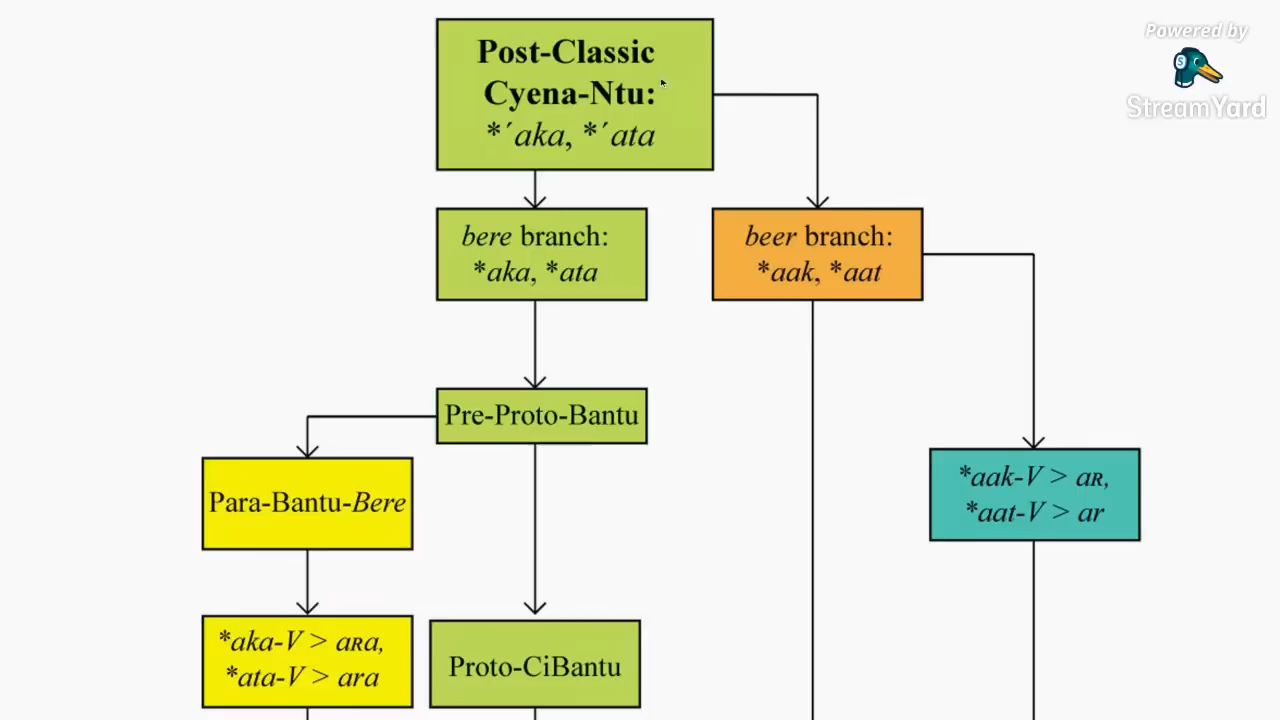 Powered by
StreamYard
Post-Classic
Cyena-Ntu:
*´aka, *´ata
bere branch:
*aka, *ata
beer branch:
*aak, *aat
Pre-Proto-Bantu
Para-Bantu-Bere
*aak-V > aʀ,
*aat-V > ar
*aka-V > aʀa,
*ata-V > ara
Proto-CiBantu